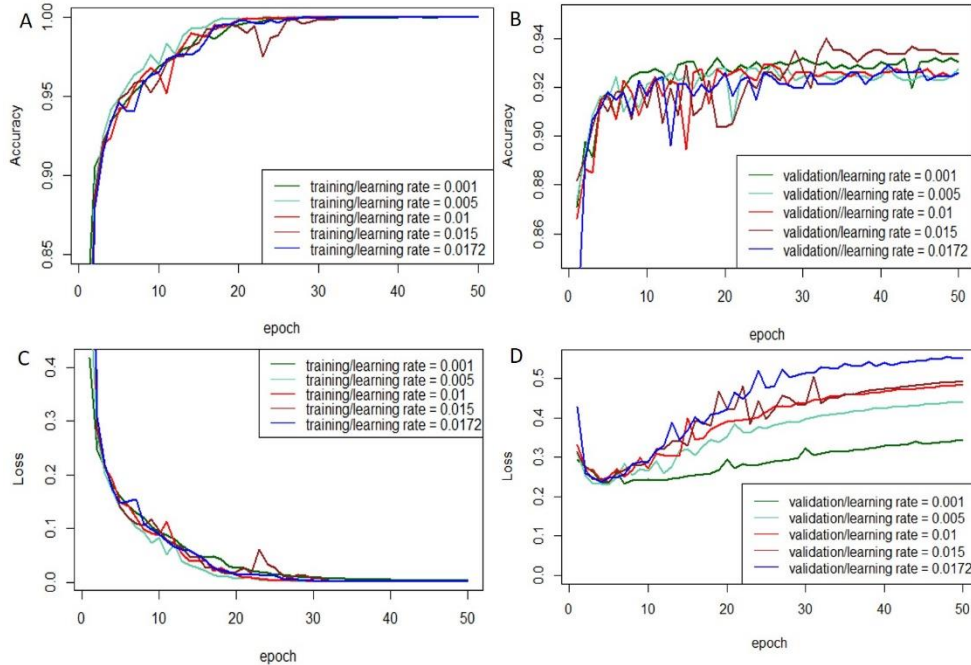 A
1.00
0.95
0.90
0.85
Accuracy
training/learning rate = 0.001
training/learning rate = 0.005
training/learning rate = 0.01
training/learning rate = 0.015
training/learning rate = 0.0172
0 10 20 30 40 50
epoch
B
0.94
0.92
0.90
0.88
0.86
Accuracy
validation//learning rate = 0.001
validation//learning rate = 0.005
validation//learning rate = 0.01
validation//learning rate = 0.015
validation//learning rate = 0.0172
0 10 20 30 40 50
epoch
C
0.4
0.3
0.2
0.1
0.0
Loss
training/learning rate = 0.001
training/learning rate = 0.005
training/learning rate = 0.01
training/learning rate = 0.015
training/learning rate = 0.0172
0 10 20 30 40 50
epoch
D
0.5
0.4
0.3
0.2
0.1
0.0
Loss
validation/learning rate = 0.001
validation/learning rate = 0.005
validation/learning rate = 0.01
validation/learning rate = 0.015
validation/learning rate = 0.0172
0 10 20 30 40 50
epoch